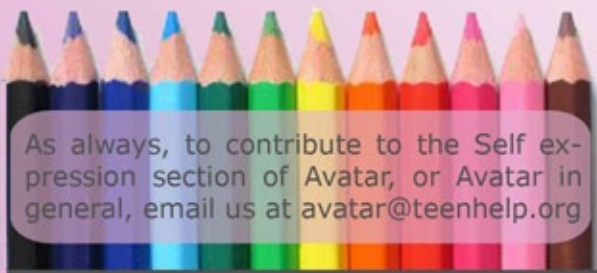 As always, to contribute to the Self ex-
pression section of Avatar, or Avatar in
general, email us at avatar@teenhelp.org